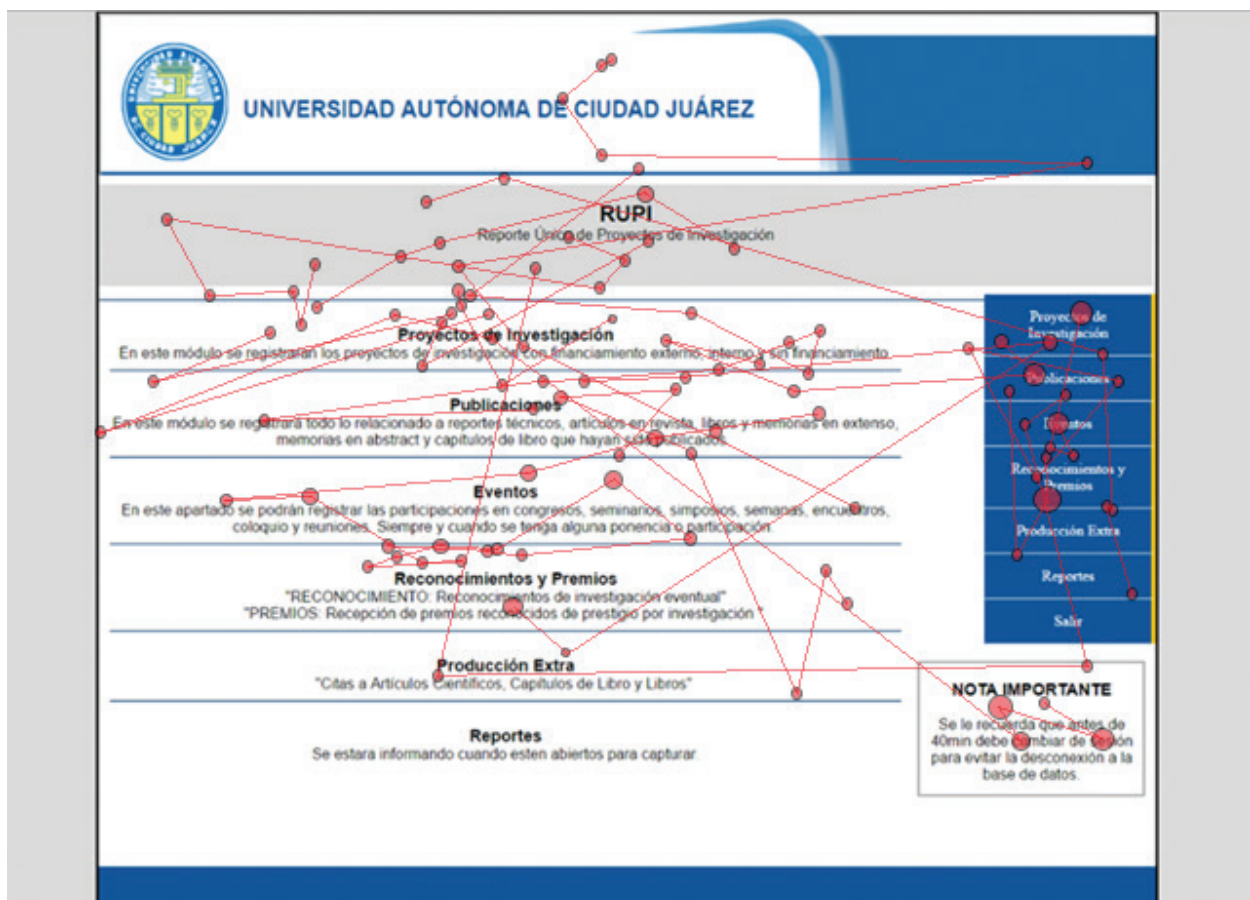 UNIVERSIDAD AUTÓNOMA DE CIUDAD JUÁREZ
RUPI
Reporte Único de Proyectos de Investigación
Proyectos de Investigación
En este módulo se registraran los proyectos de investigación con financiamiento externo, interno y sin financiamiento.
Publicaciones
En este módulo se registrará todo lo relacionado a reportes técnicos, artículos en revista, libros y memorias en extenso,
memorias en abstract y capítulos de libro que hayan sido publicados.
Eventos
En este apartado se podrán registrar las participaciones en congresos, seminarios, simposios, semanas, encuentros,
coloquio y reuniones. Siempre y cuando se tenga alguna ponencia o participación.
Reconocimientos y Premios
"RECONOCIMIENTO: Reconocimientos de investigación eventual"
"PREMIOS: Recepción de premios reconocidos de prestigio por investigación "
Producción Extra
"Citas a Artículos Científicos, Capítulos de Libro y Libros"
Reportes
Se estara informando cuando esten abiertos para capturar.
Proyectos de
Investigación
Publicaciones
Eventos
Reconocimientos y
Premios
Producción Extra
Reportes
Salir
NOTA IMPORTANTE
Se le recuerda que antes de
40min debe cambiar de sesión
para evitar la desconexión a la
base de datos.